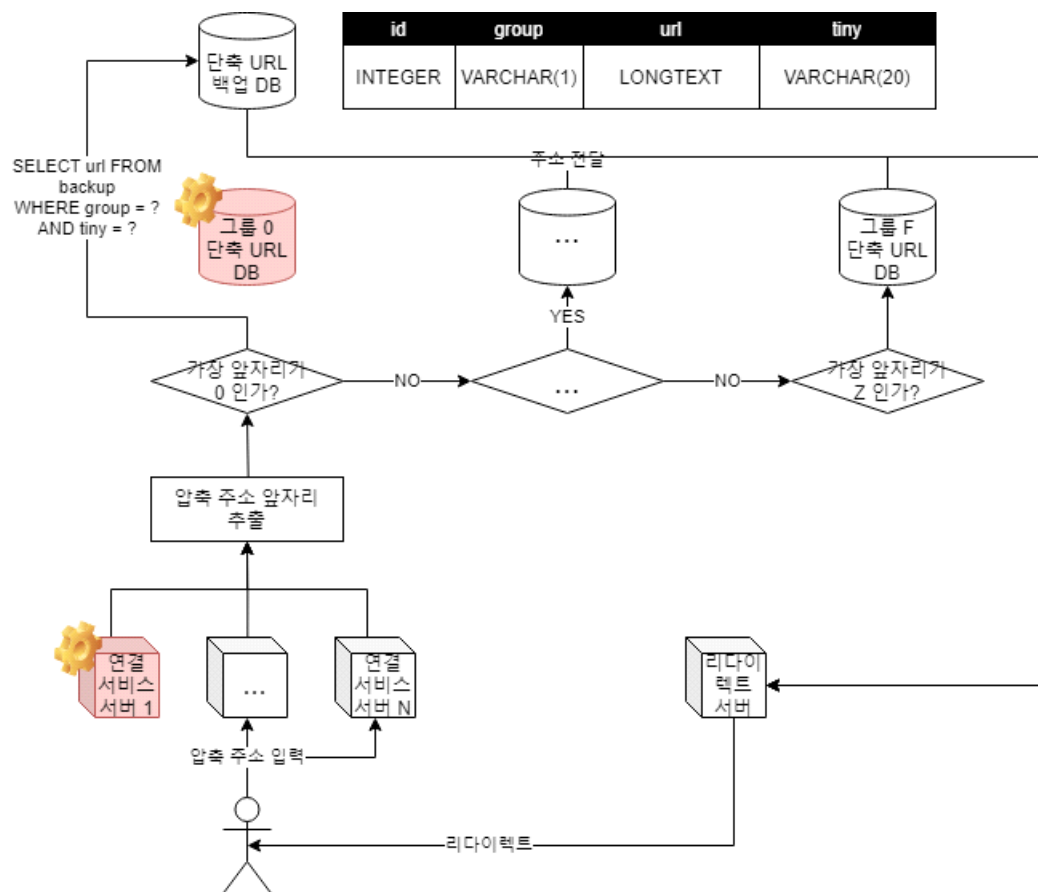 id group url tiny
INTEGER VARCHAR(1) LONGTEXT VARCHAR(20)
단축 URL
백업 DB
SELECT url FROM
backup
WHERE group = ?
AND tiny = ?
주소 전달
그룹 0
단축 URL
DB
...
그룹 F
단축 URL
DB
YES
가장 앞자리가
0 인가?
NO
...
NO
가장 앞자리가
Z 인가?
압축 주소 앞자리
추출
연결
서비스
서버 1
...
연결
서비스
서버 N
리다이
렉트
서버
압축 주소 입력
리다이렉트